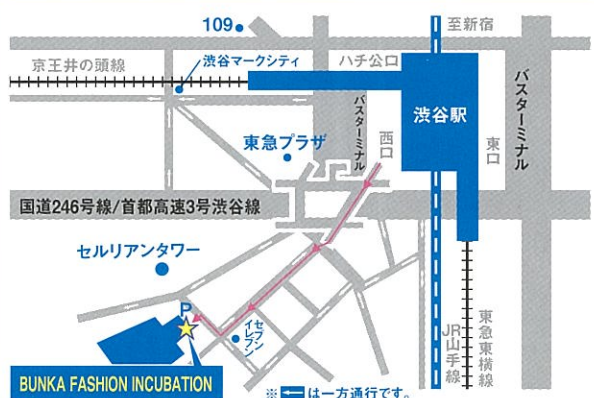 109
至新宿
京王井の頭線
渋谷マークシティ
ハチ公口
バスターミナル
渋谷駅
バスターミナル
東急プラザ
西口
東口
国道246号線/首都高速3号渋谷線
セルリアンタワー
P
セブンイレブン
JR山手線
東急東横線
BUNKA FASHION INCUBATION
※ は一方通行です。